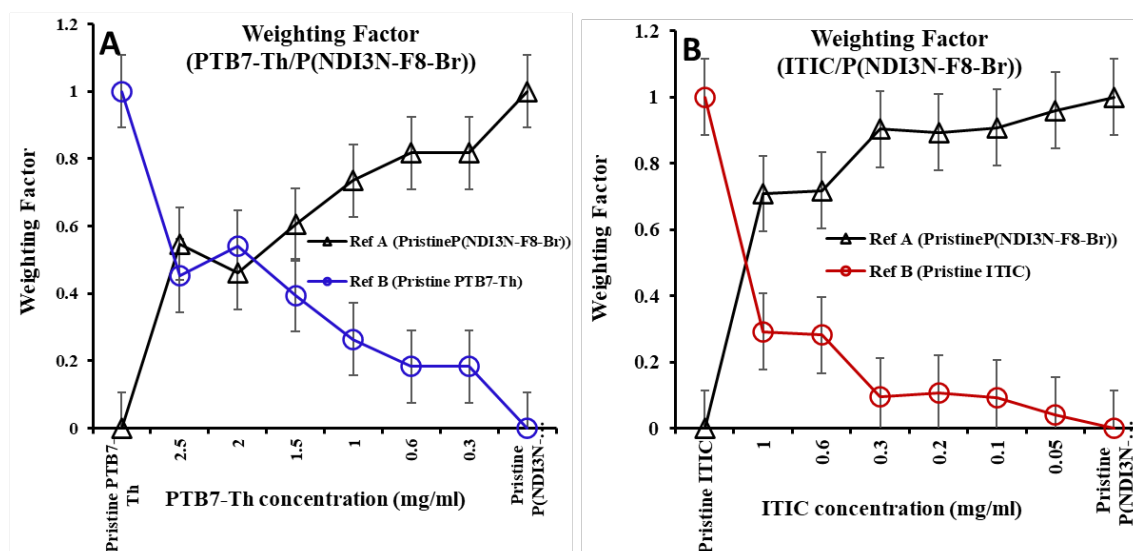 A
Weighting Factor
(PTB7-Th/P(NDI3N-F8-Br))
Weighting Factor
1.2
1
0.8
0.6
0.4
0.2
0
Ref A (PristineP(NDI3N-F8-Br))
Ref B (Pristine PTB7-Th)
Pristine PTB7-
Th
2.5
2
1.5
1
0.6
0.3
Pristine
P(NDI3N-...
PTB7-Th concentration (mg/ml)
B
Weighting Factor
(ITIC/P(NDI3N-F8-Br))
Weighting Factor
1.2
1
0.8
0.6
0.4
0.2
0
Ref A (PristineP(NDI3N-F8-Br))
Ref B (Pristine ITIC)
Pristine ITIC
1
0.6
0.3
0.2
0.1
0.05
Pristine
P(NDI3N-...
ITIC concentration (mg/ml)